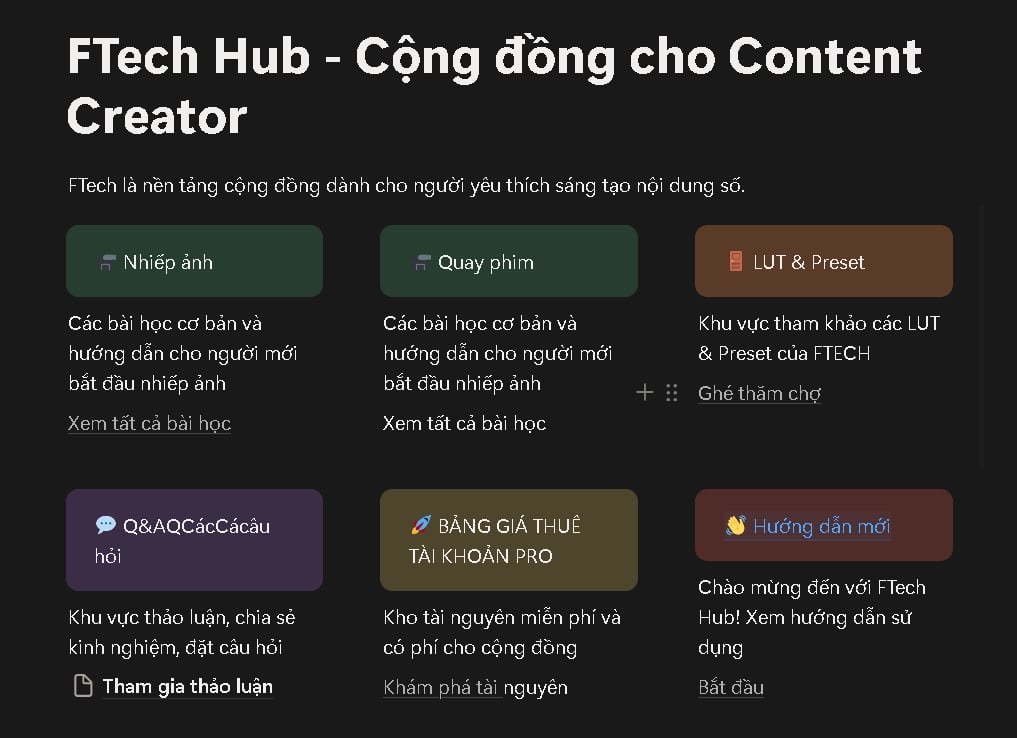 FTech Hub - Cộng đồng cho Content
Creator
FTech là nền tảng cộng đồng dành cho người yêu thích sáng tạo nội dung số.
Nhiếp ảnh
Các bài học cơ bản và
hướng dẫn cho người mới
bắt đầu nhiếp ảnh
Xem tất cả bài học
Quay phim
Các bài học cơ bản và
hướng dẫn cho người mới
bắt đầu nhiếp ảnh
Xem tất cả bài học
LUT & Preset
Khu vực tham khảo các LUT
& Preset của FTECH
Ghé thăm chợ
Q&AQCácCácâu
hỏi
Khu vực thảo luận, chia sẻ
kinh nghiệm, đặt câu hỏi
Tham gia thảo luận
BẢNG GIÁ THUÊ
TÀI KHOẢN PRO
Kho tài nguyên miễn phí và
có phí cho cộng đồng
Khám phá tài nguyên
Hướng dẫn mới
Chào mừng đến với FTech
Hub! Xem hướng dẫn sử
dụng
Bắt đầu